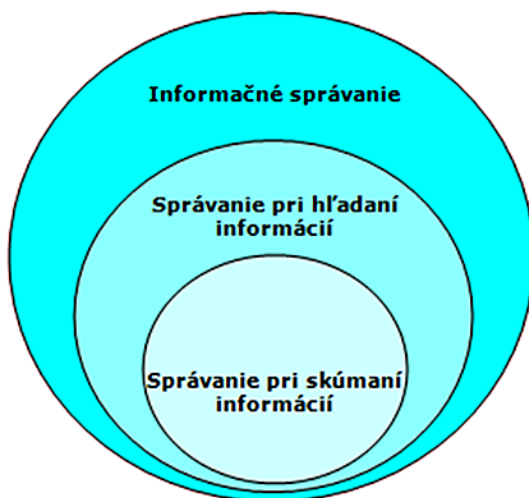 Informačné správanie
Správanie pri hľadaní
informácií
Správanie pri skúmaní
informácií